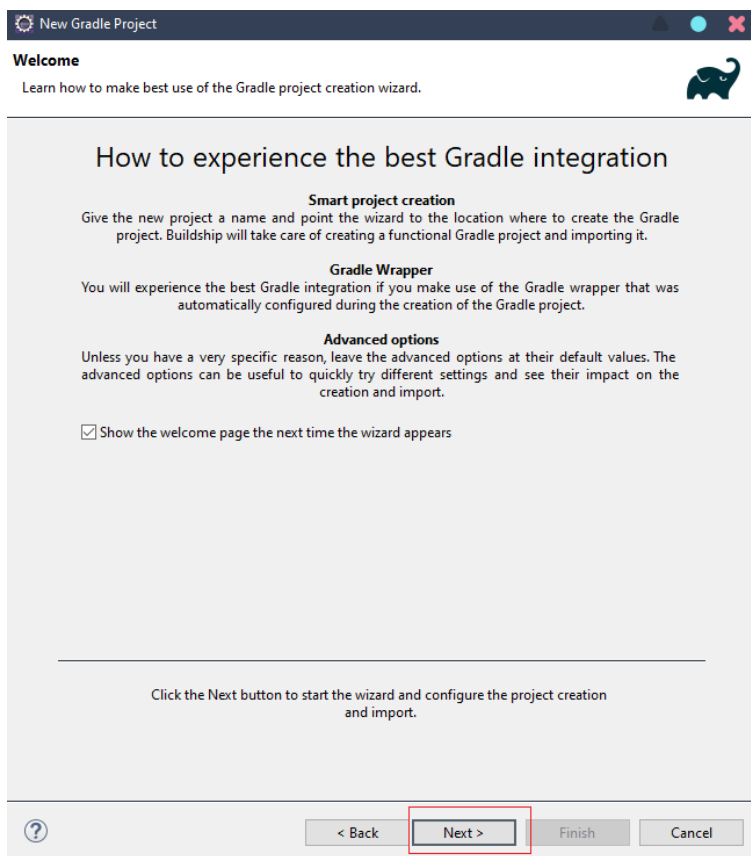 New Gradle Project
Welcome
Learn how to make best use of the Gradle project creation wizard.
How to experience the best Gradle integration
Smart project creation
Give the new project a name and point the wizard to the location where to create the Gradle
project. Buildship will take care of creating a functional Gradle project and importing it.
Gradle Wrapper
You will experience the best Gradle integration if you make use of the Gradle wrapper that was
automatically configured during the creation of the Gradle project.
Advanced options
Unless you have a very specific reason, leave the advanced options at their default values. The
advanced options can be useful to quickly try different settings and see their impact on the
creation and import.
Show the welcome page the next time the wizard appears
Click the Next button to start the wizard and configure the project creation
and import.
? < Back Next > Finish Cancel